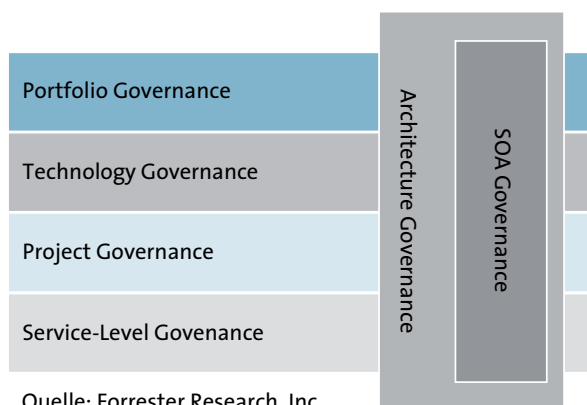 Portfolio Governance
Technology Governance
Project Governance
Service-Level Govenance
Architecture Governance
SOA Governance
Quelle: Forrester Research, Inc.